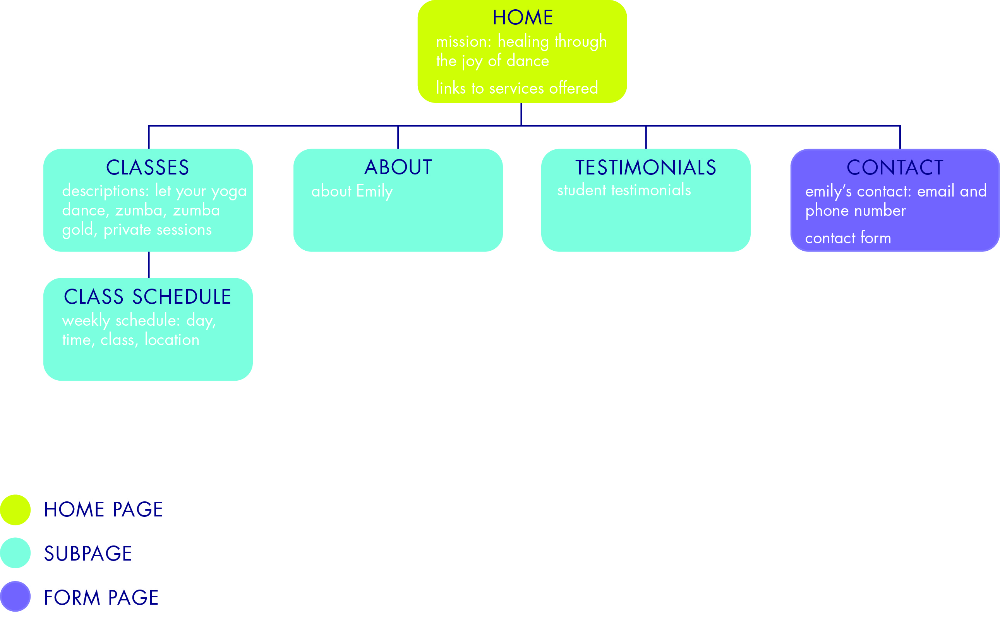 HOME
mission: healing through
the joy of dance
links to services offered
CLASSES
descriptions: let your yoga
dance, zumba, zumba
gold, private sessions
ABOUT
about Emily
TESTIMONIALS
student testimonials
CONTACT
emily’s contact: email and
phone number
contact form
CLASS SCHEDULE
weekly schedule: day,
time, class, location
HOME PAGE
SUBPAGE
FORM PAGE